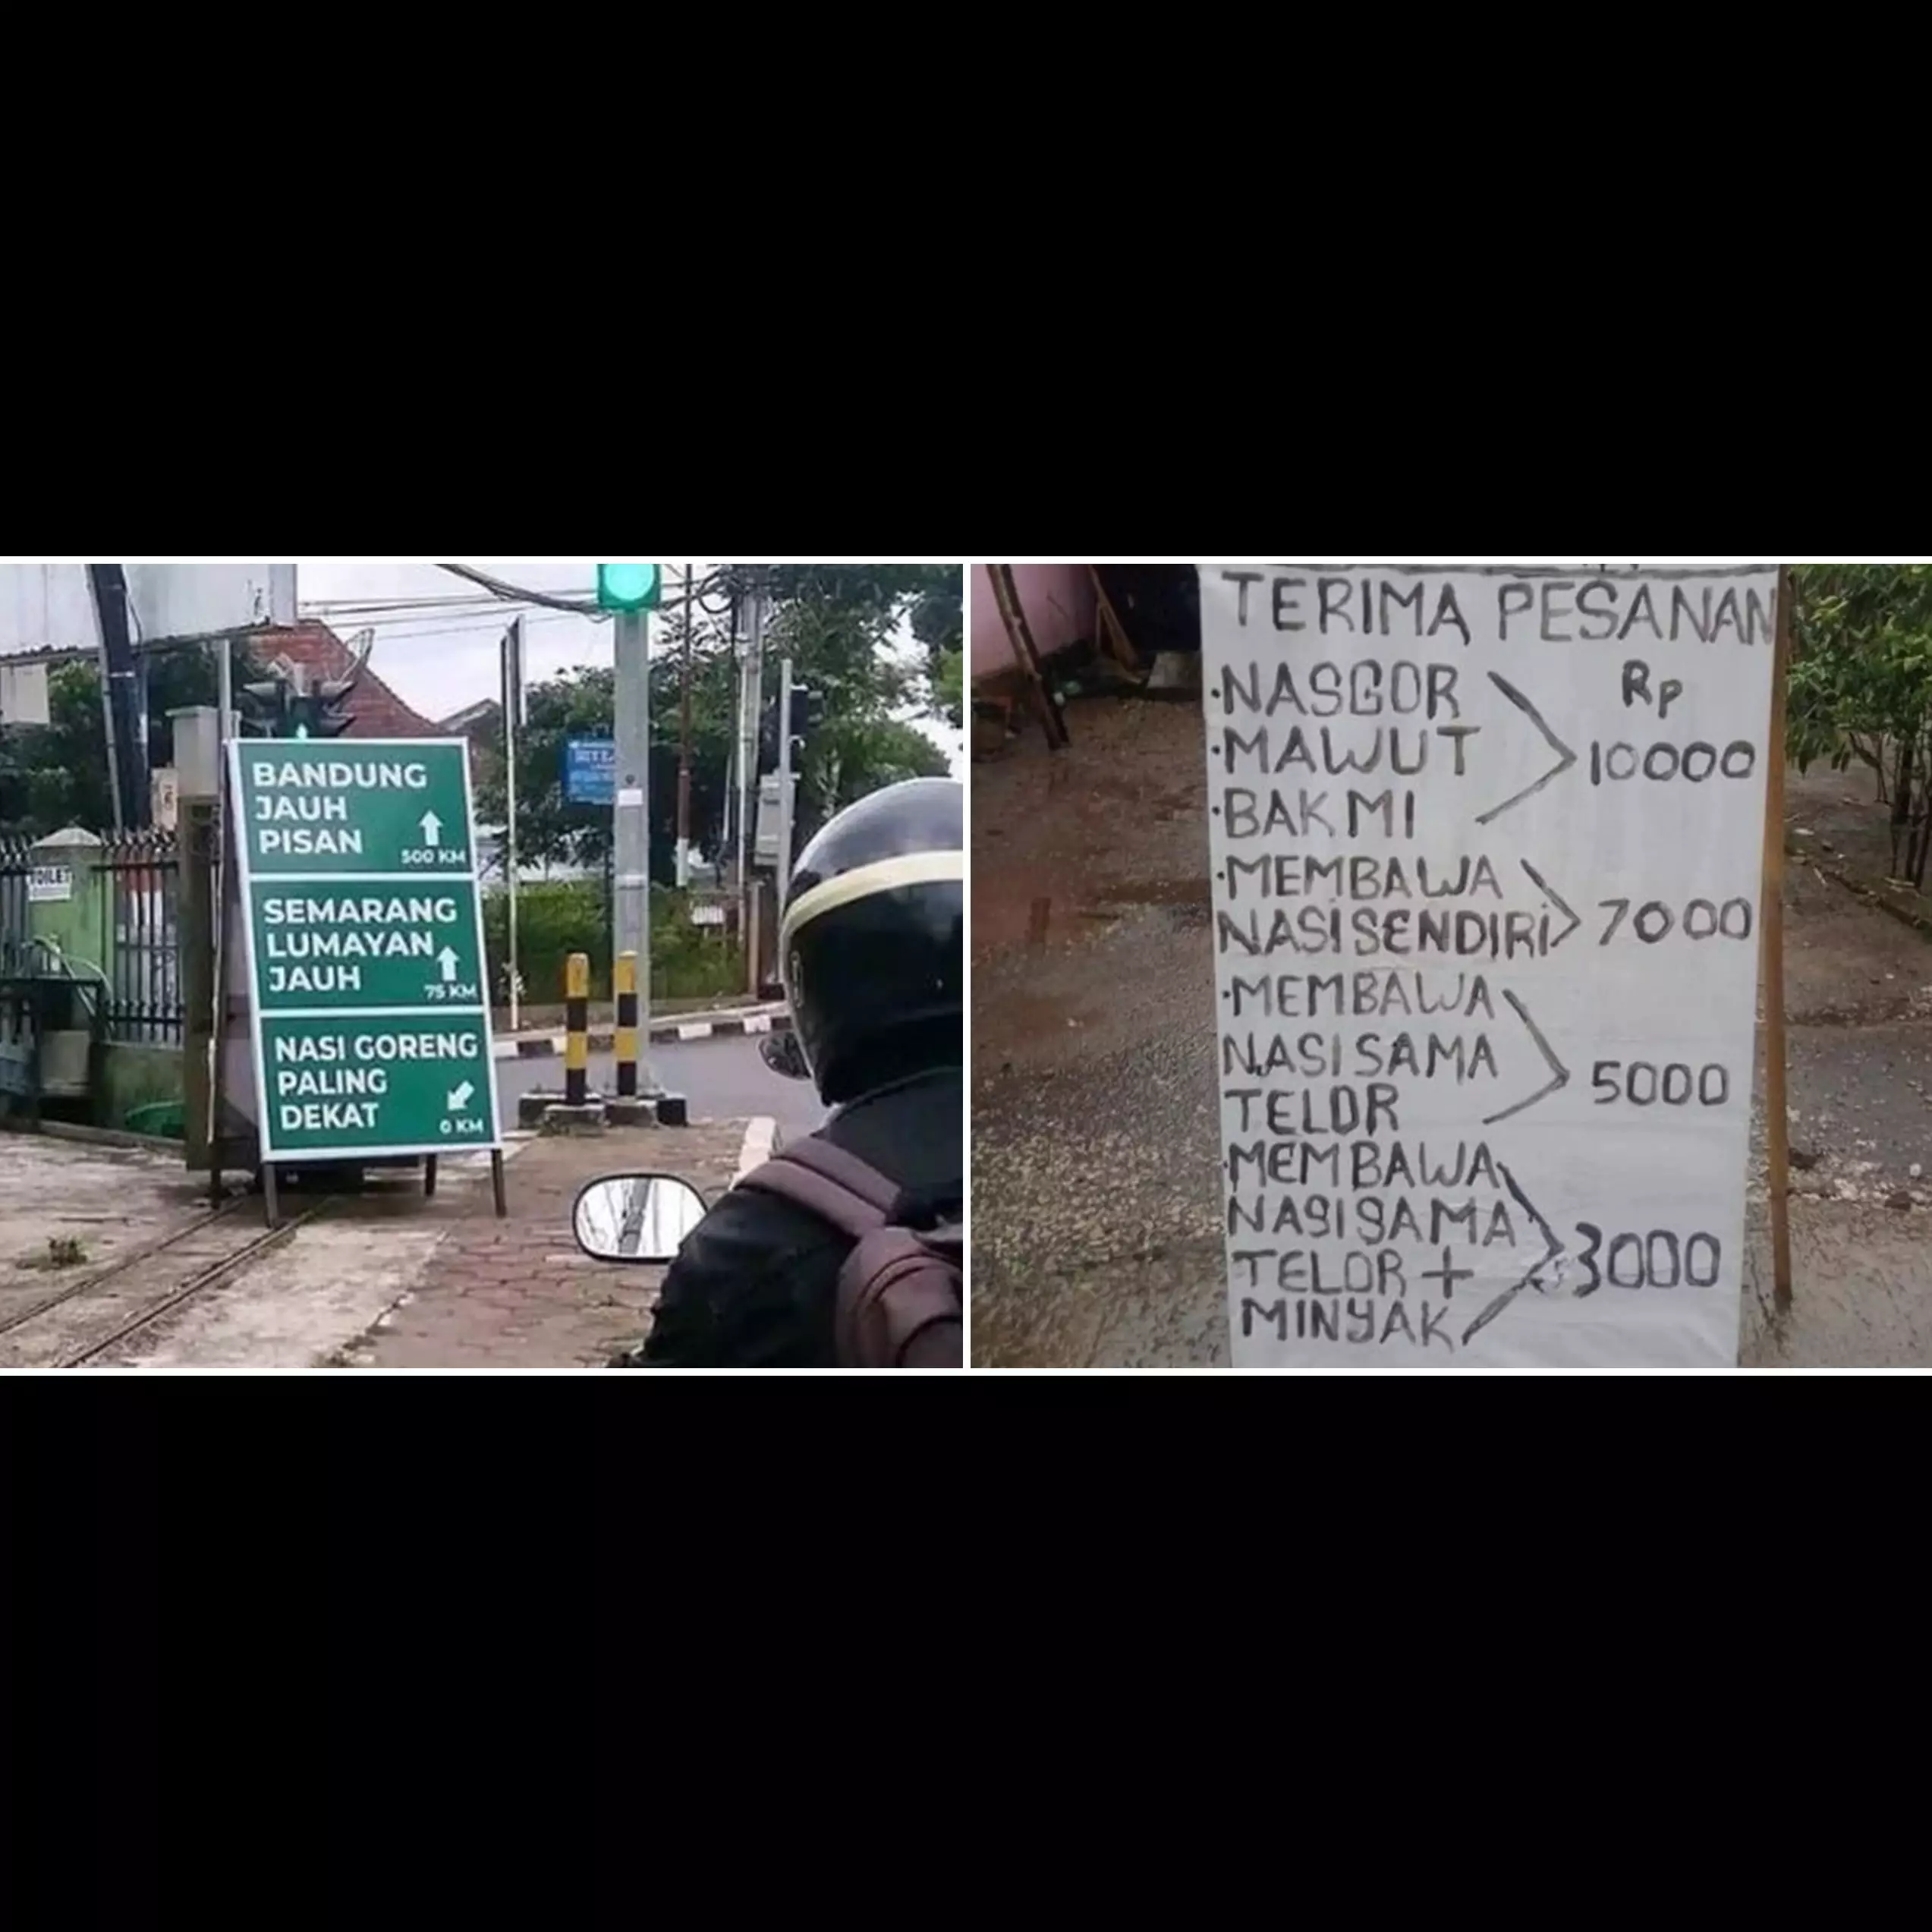 BANDUNG
JAUH
PISAN
500 KM
SEMARANG
LUMAYAN
JAUH
75 KM
NASI GORENG
PALING
DEKAT
0 KM
TOILET
TERIMA PESANAN
Rp
·NASGOR
·MAWUT
·BAKMI
10000
·MEMBAWA
NASI SENDIRI
7000
·MEMBAWA
NASI SAMA
TELOR
5000
·MEMBAWA
NASI SAMA
TELOR +
MINYAK
3000